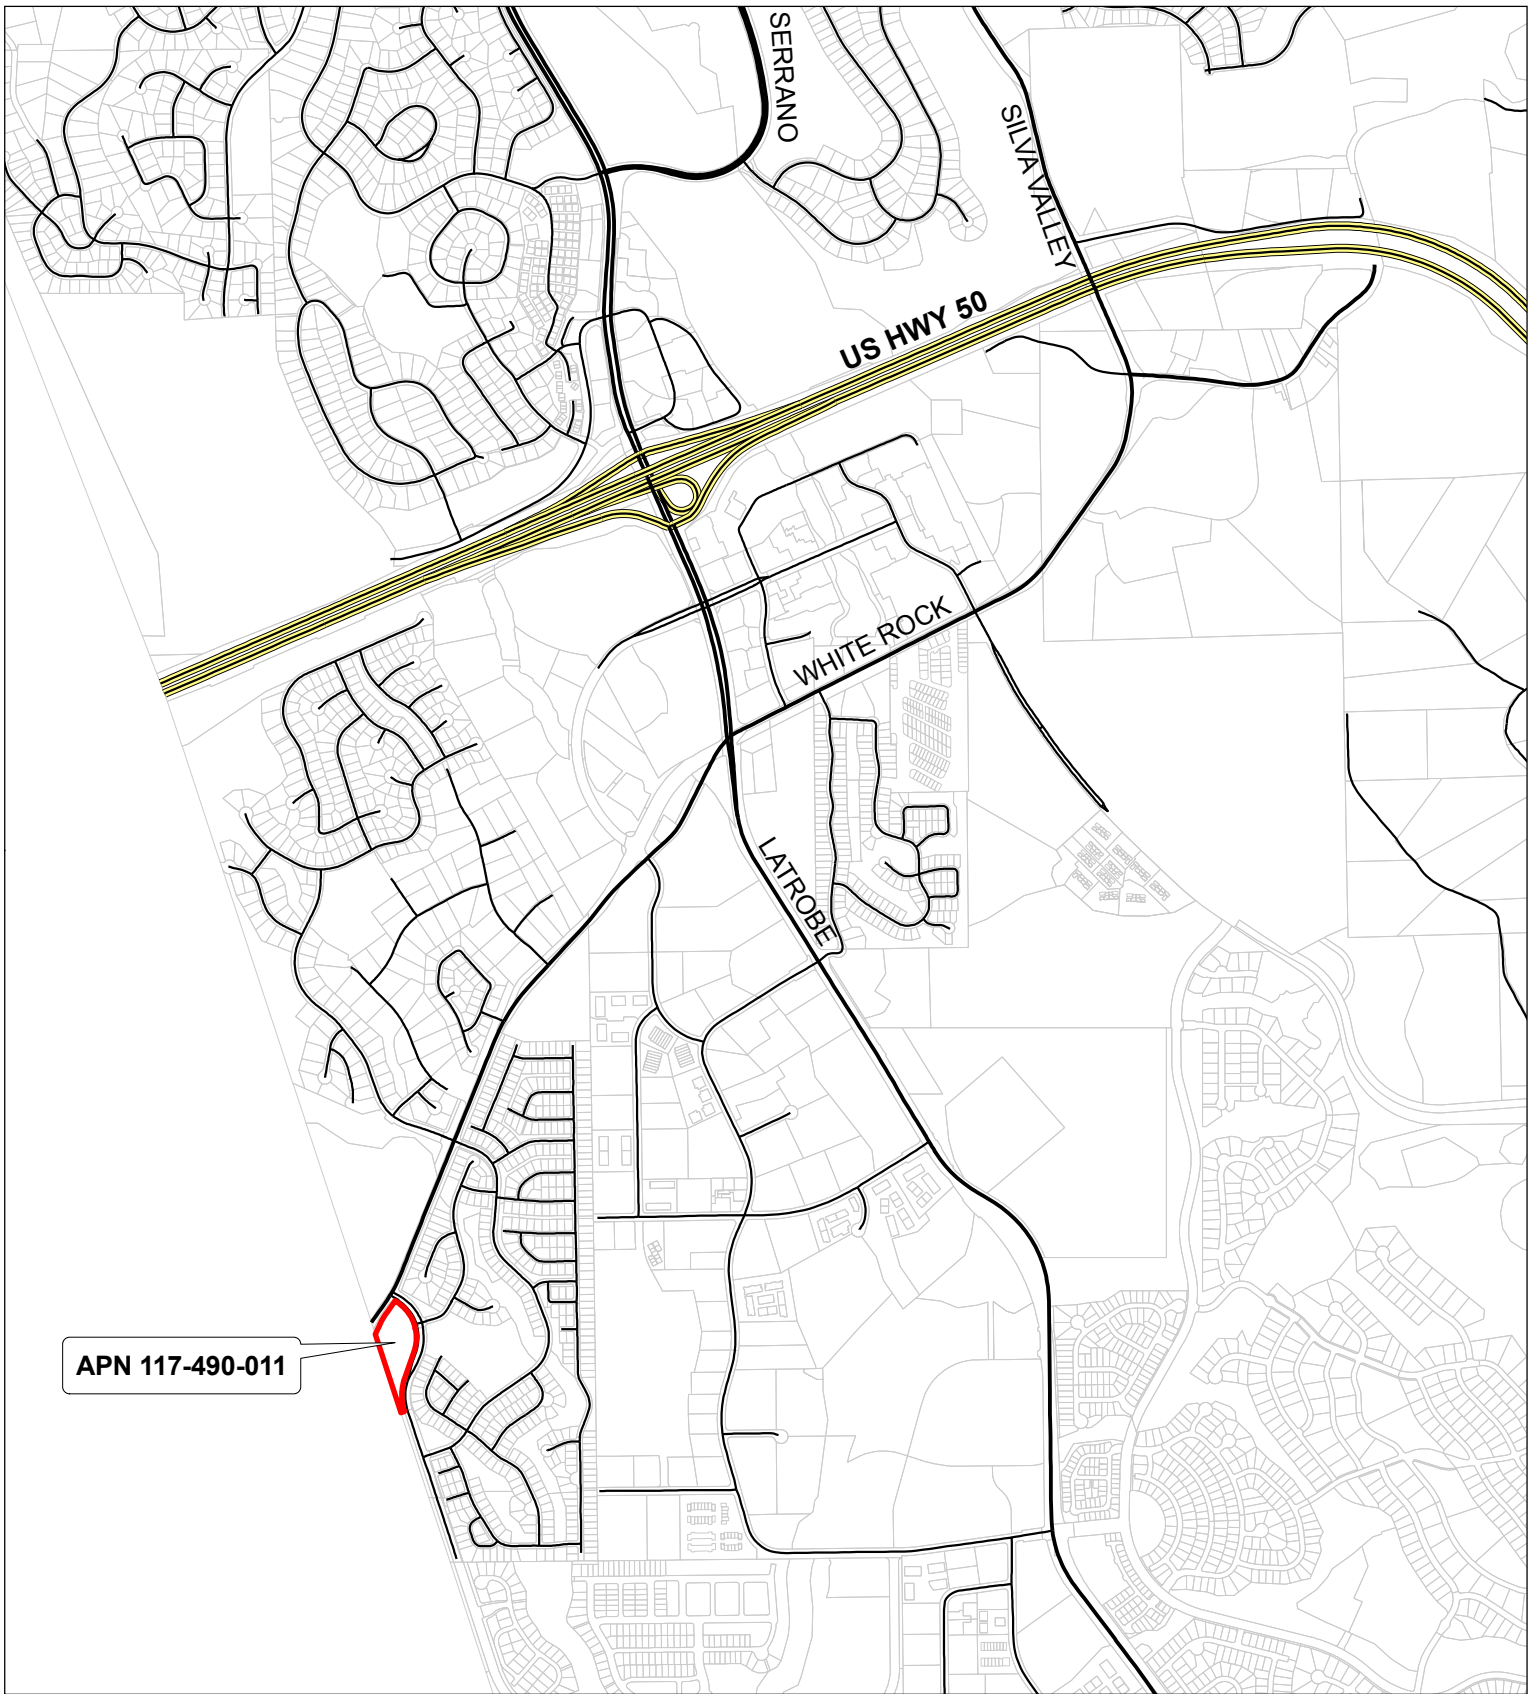 SERRANO
SILVA VALLEY
US HWY 50
WHITE ROCK
LATROBE
APN 117-490-011